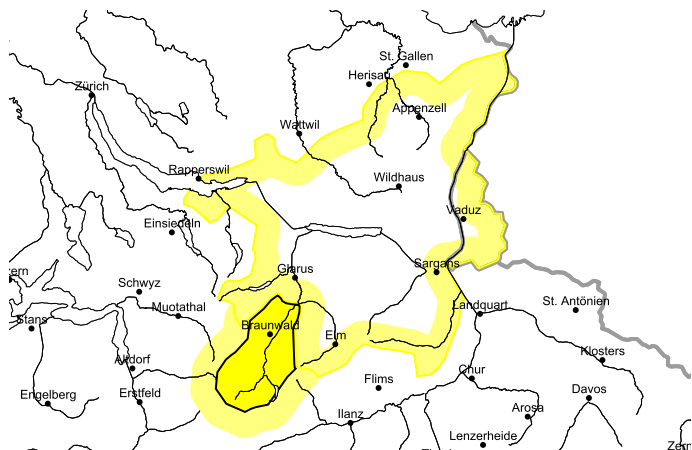 St. Gallen
Herisau
Zürich
Appenzell
Wattwil
Rapperswil
Wildhaus
Vaduz
Einsiedeln
Sargans
Glarus
Schwyz
St. Antönien
Muotathal
Landquart
Stans
Braunwald
Elm
Klosters
Altdorf
Chur
Flims
Engelberg
Erstfeld
Davos
Arosa
Ilanz
Lenzerheide